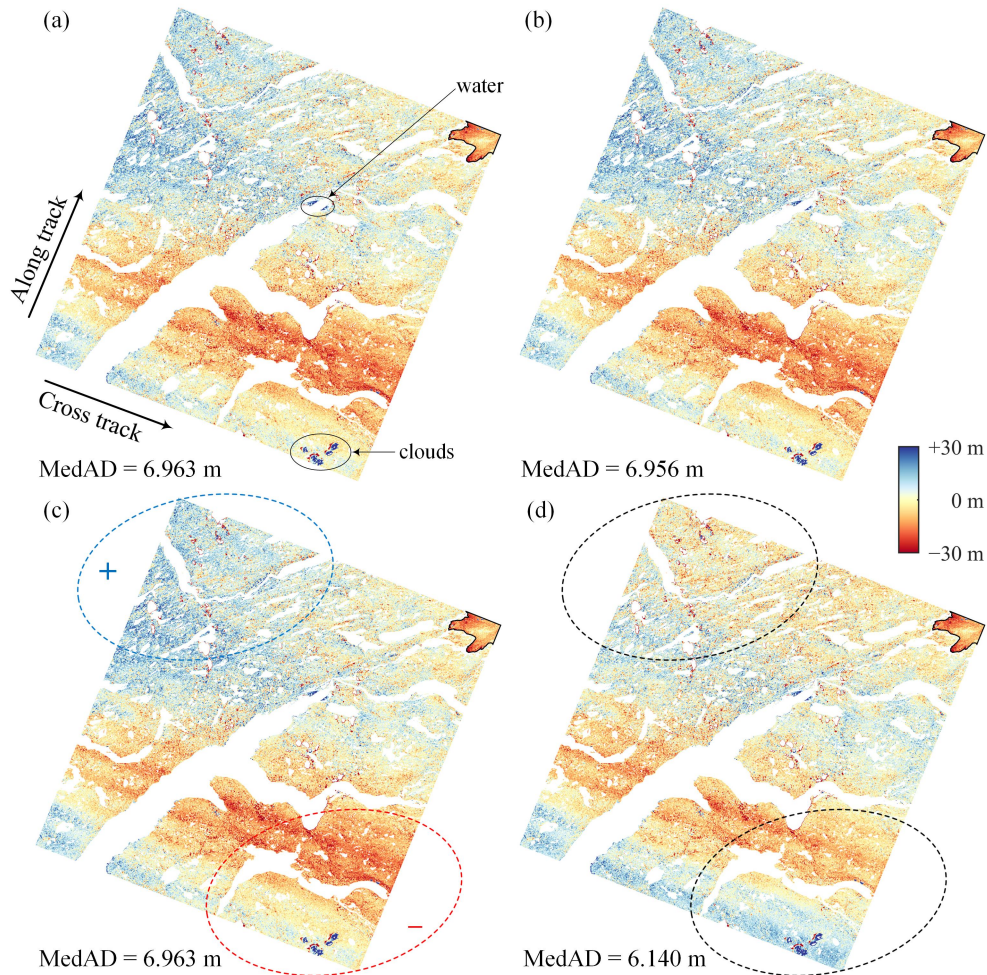 (a)
(b)
water
Along track
Cross track
clouds
MedAD = 6.963 m
MedAD = 6.956 m
+30 m
0 m
−30 m
(c)
(d)
+
−
MedAD = 6.963 m
MedAD = 6.140 m